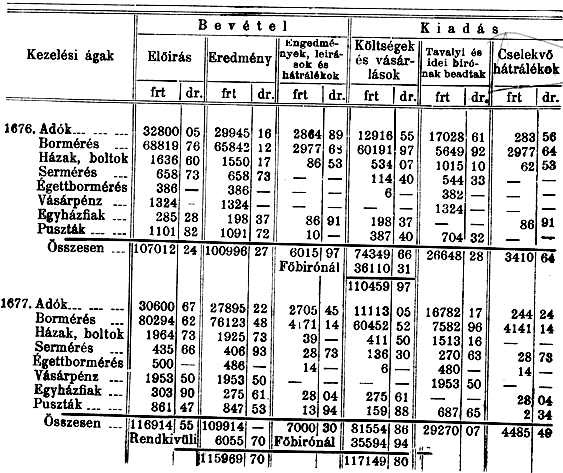 Bevétel Kiadás
Kezelési ágak Előirás Eredmény Engedmények, leirások és hátrálékok Költségek és vásárlások Tavalyi és idei birónak beadtak Cselekvő hátrálékok
frt dr. frt dr. frt dr. frt dr. frt dr. frt dr.
1676. Adók 32800 05 29945 16 2864 89 12916 55 17028 61 283 56
Bormérés 68819 76 65842 12 2977 68 60191 97 5649 92 2977 64
Házak, boltok 1636 60 1550 17 86 53 534 07 1015 10 62 53
Sermérés 658 73 658 73 — — 114 40 544 33 — —
Égettbormérés 386 — 386 — — — 6 — 382 — — —
Vásárpénz 1324 — 1324 — — — — — 1324 — — —
Egyházfiak 285 28 198 37 86 91 198 37 — — 86 91
Puszták 1101 82 1091 72 10 — 387 40 704 32 — —
Összesen 107012 24 100996 27 6015 97 74349 66 26648 28 3410 64
Főbirónál 36110 31
110459 97
1677. Adók 30600 67 27895 22 2705 45 11113 05 16782 17 244 24
Bormérés 80294 62 76123 48 4171 14 60452 52 7582 96 4141 14
Házak, boltok 1964 73 1925 73 39 — 411 50 1513 16 — —
Sermérés 435 66 406 93 28 73 136 30 270 63 28 73
Égettbormérés 500 — 486 — 14 — 6 — 480 — 14 —
Vásárpénz 1953 50 1953 50 — — — — 1953 50 — —
Egyházfiak 303 90 275 61 28 04 275 61 — — 28 04
Puszták 861 47 847 53 13 94 159 88 687 65 2 34
Összesen 116914 55 109914 — 7000 30 81554 86 29270 07 4485 49
Rendkivüli 6055 70 Főbirónál 35594 94
115969 70 117149 80